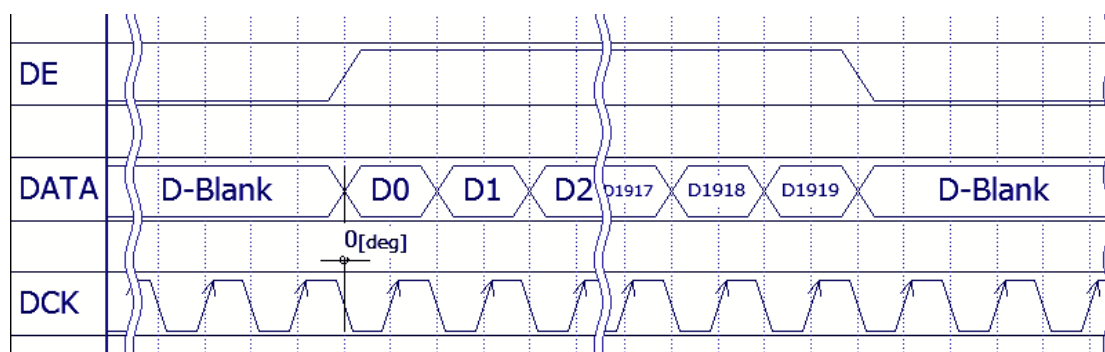 DE
DATA D-Blank D0 D1 D2 D1917 D1918 D1919 D-Blank
0[deg]
DCK